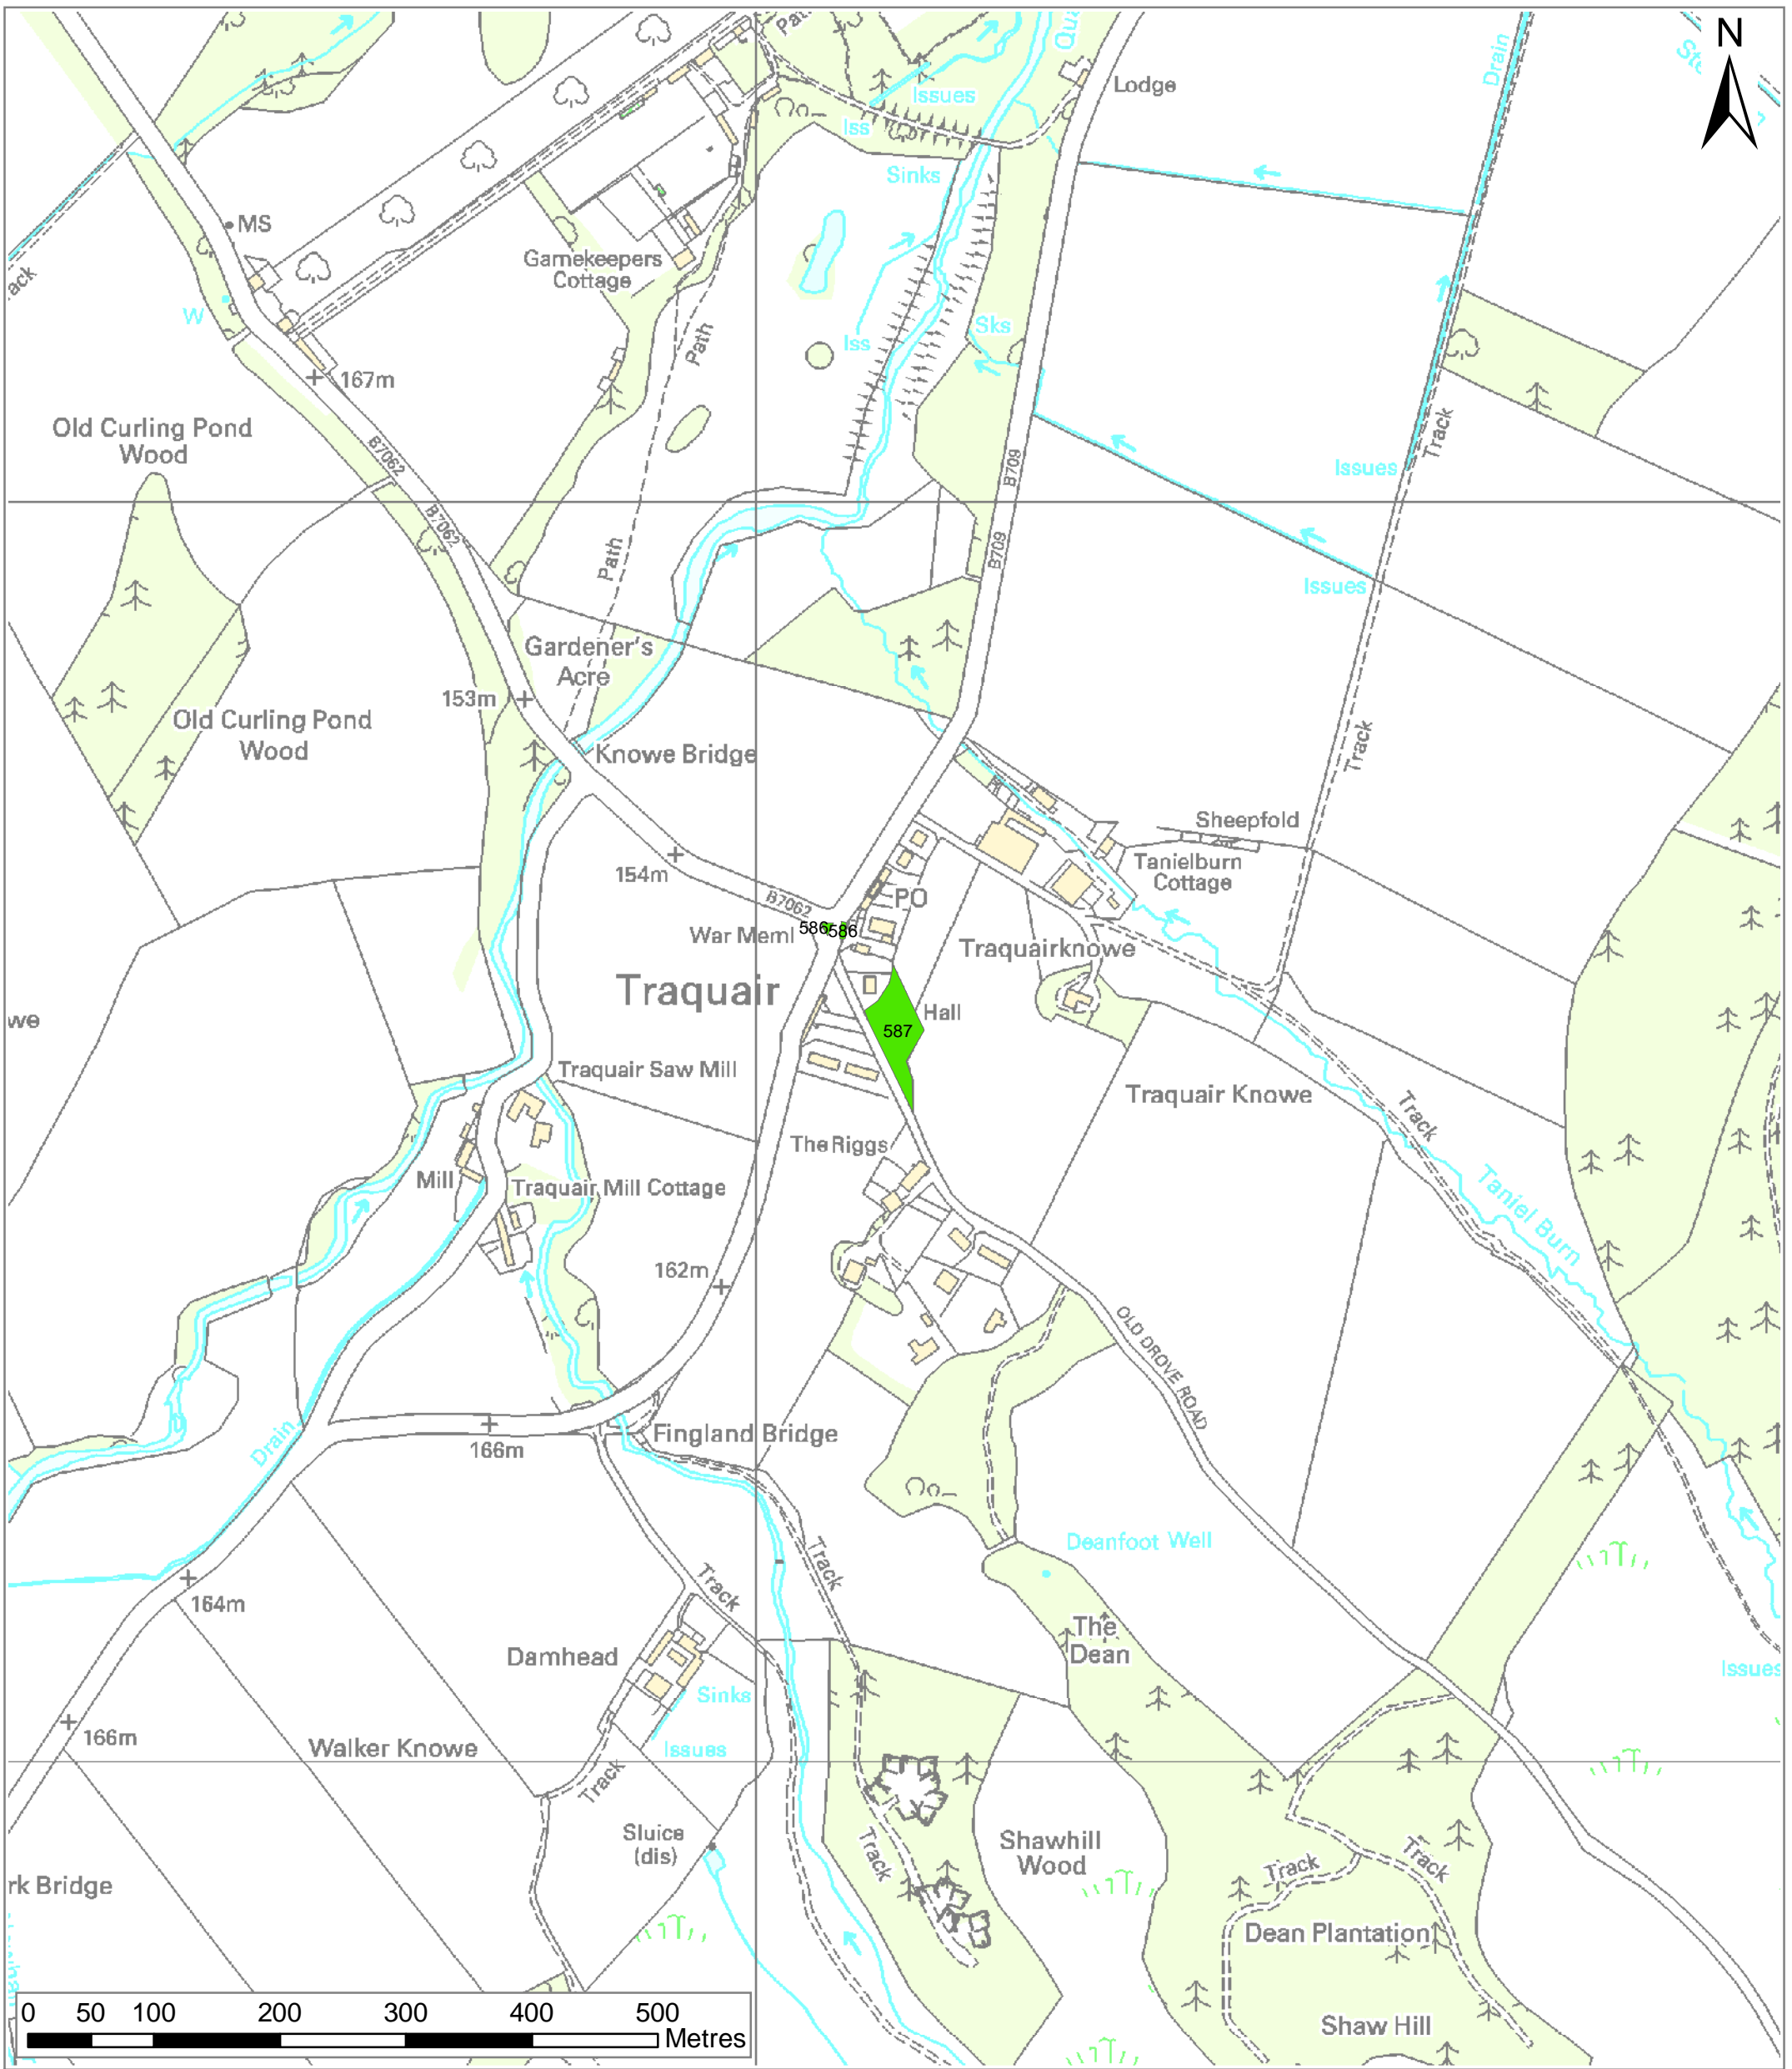 Path
Qua
Lodge
Drain
N
Issues
Iss
Sinks
MS
Gamekeepers
Cottage
ack
W
Path
Iss
Sks
167m
Old Curling Pond
Wood
B7062
Track
B709
Issues
B7062
B709
Path
Issues
Gardener's
Acre
153m
Old Curling Pond
Wood
Track
Knowe Bridge
Sheepfold
154m
Tanielburn
Cottage
B7062
PO
586
586
War Meml
Traquairknowe
Traquair
Hall
we
587
Traquair Saw Mill
Traquair Knowe
Track
The Riggs
Mill
Traquair Mill Cottage
Taniel Burn
162m
OLD DROVE ROAD
Drain
Fingland Bridge
166m
Deanfoot Well
Track
Track
164m
The
Dean
Damhead
Issues
Sinks
166m
Walker Knowe
Issues
Track
Sluice
(dis)
Shawhill
Wood
Track
Track
Track
rk Bridge
Dean Plantation
Shaw Hill
0 50 100 200 300 400 500
Metres